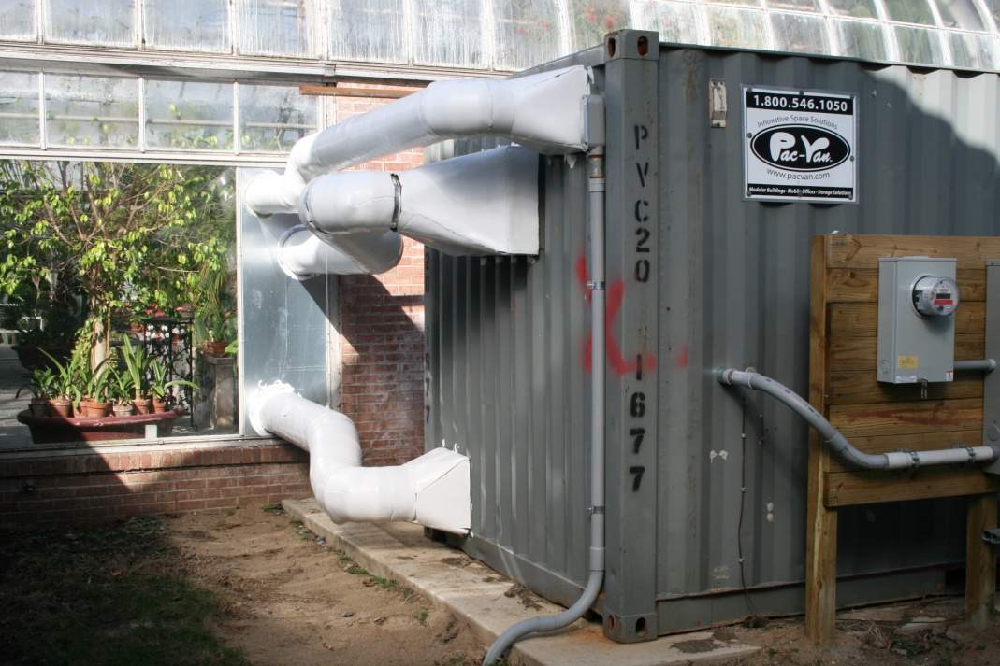 1.800.546.1050
Innovative Space Solutions
Pac-Van.
www.pacvan.com
Modular Buildings • Mobile Offices • Storage Solutions
PVC20 1677
677